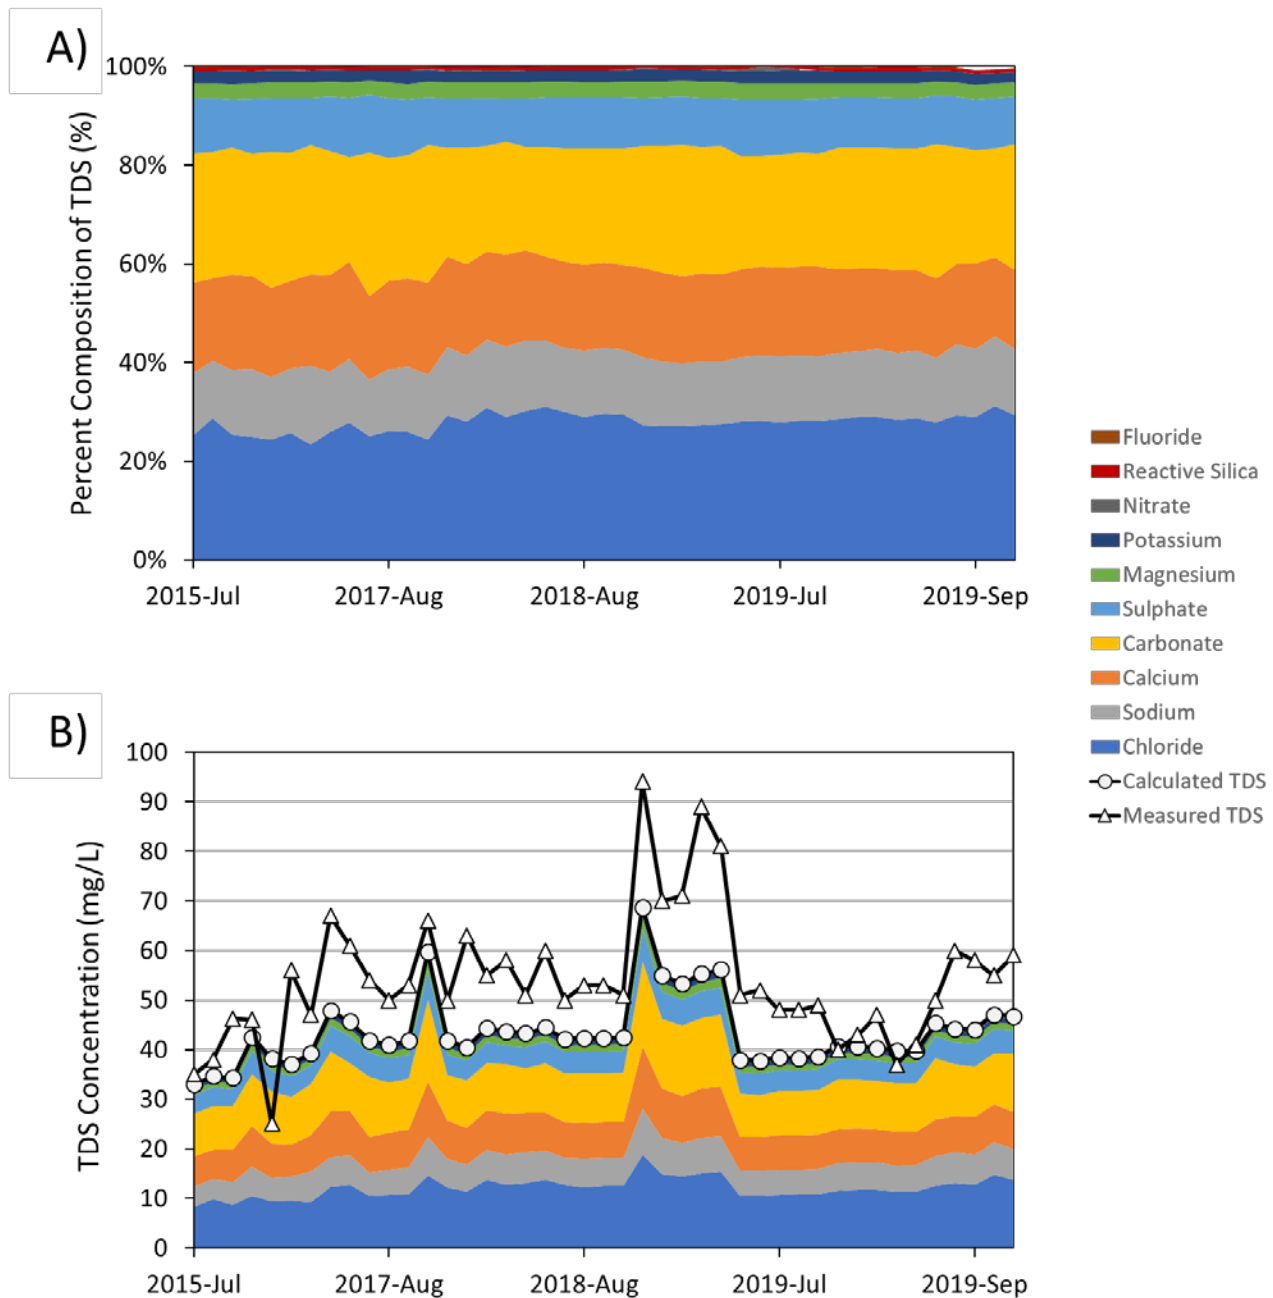 A)
Percent Composition of TDS (%)
100%
80%
60%
40%
20%
0%
2015-Jul 2017-Aug 2018-Aug 2019-Jul 2019-Sep
Fluoride
Reactive Silica
Nitrate
Potassium
Magnesium
Sulphate
Carbonate
Calcium
Sodium
Chloride
Calculated TDS
Measured TDS
B)
TDS Concentration (mg/L)
100
90
80
70
60
50
40
30
20
10
0
2015-Jul 2017-Aug 2018-Aug 2019-Jul 2019-Sep